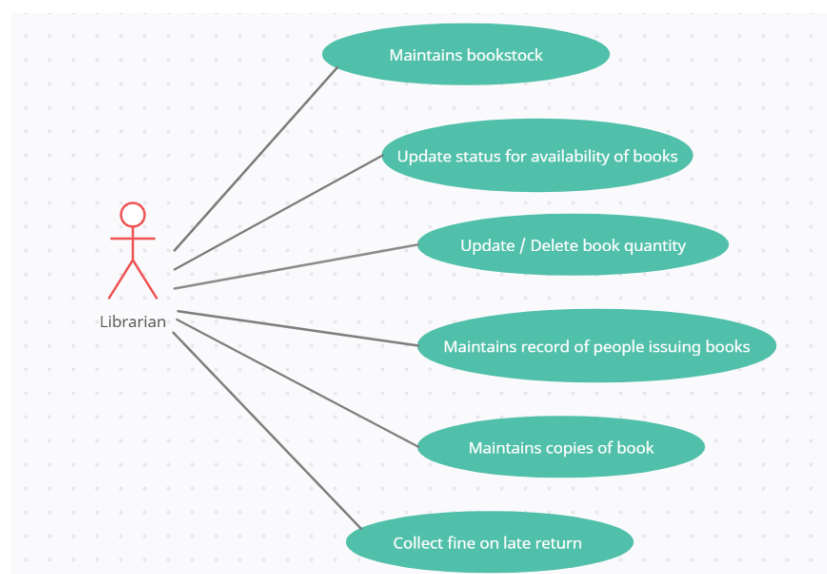 Maintains bookstock
Update status for availability of books
Update / Delete book quantity
Librarian
Maintains record of people issuing books
Maintains copies of book
Collect fine on late return